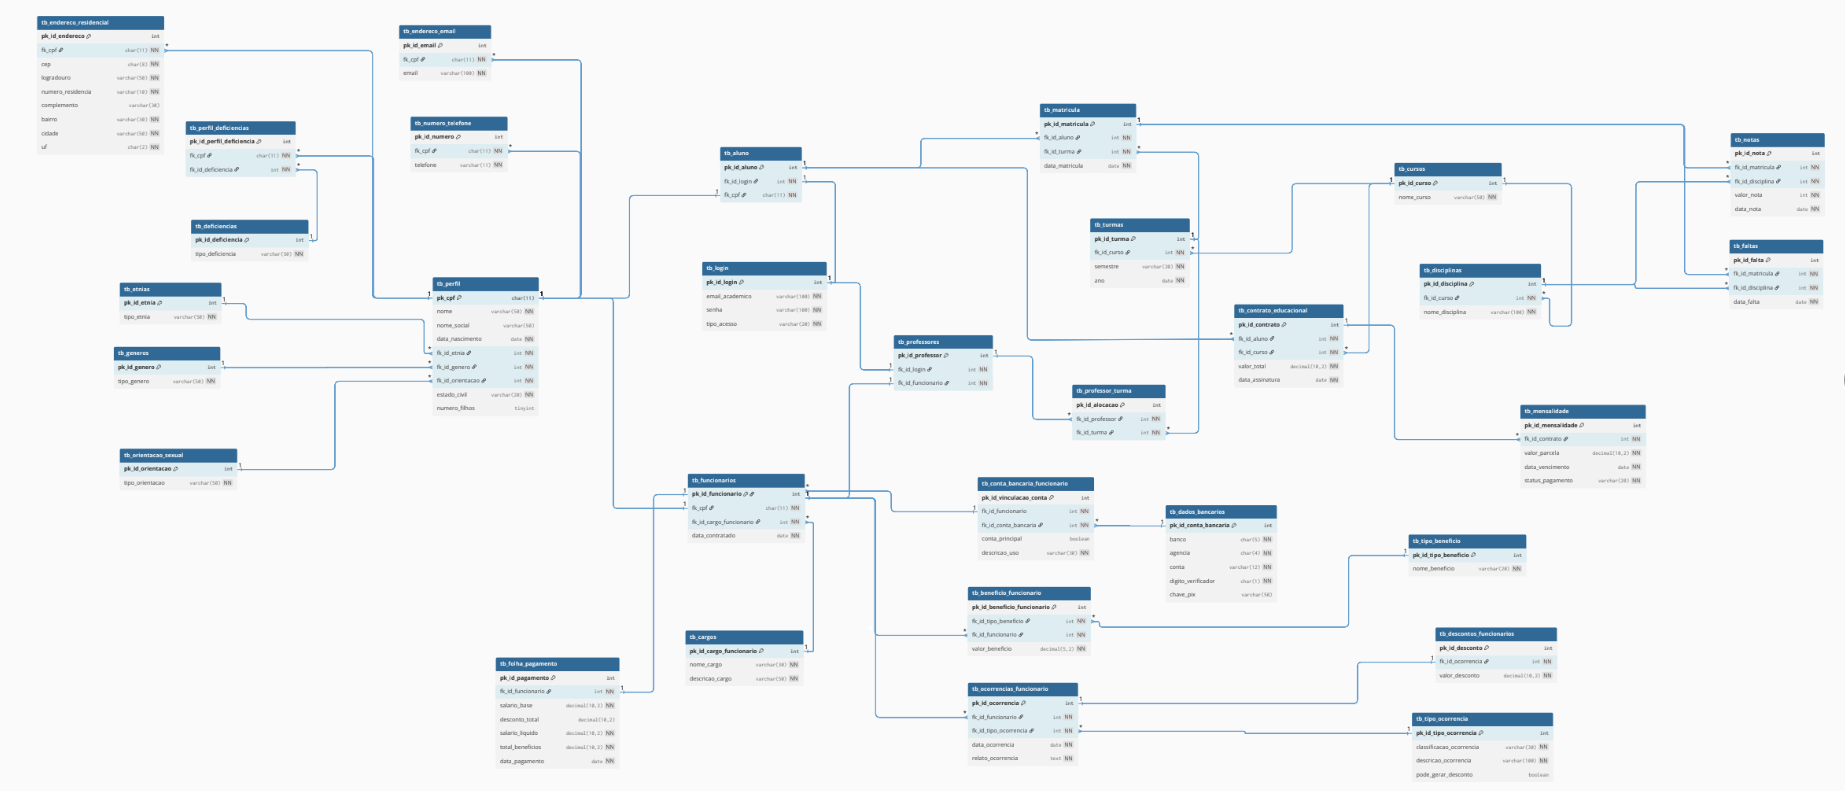 tb_endereco_residencial
pk_id_endereco int
fk_cpf char(11) NN
cep char(8) NN
logradouro varchar(50) NN
numero_residencia varchar(10) NN
complemento varchar(30)
bairro varchar(30) NN
cidade varchar(50) NN
uf char(2) NN
tb_endereco_email
pk_id_email int
fk_cpf char(11) NN
email varchar(100) NN
tb_perfil_deficiencias
pk_id_perfil_deficiencia int
fk_cpf char(11) NN
fk_id_deficiencia int NN
tb_numero_telefone
pk_id_numero int
fk_cpf char(11) NN
telefone varchar(11) NN
tb_deficiencias
pk_id_deficiencia int
tipo_deficiencia varchar(30) NN
tb_etnias
pk_id_etnia int
tipo_etnia varchar(50) NN
tb_generos
pk_id_genero int
tipo_genero varchar(50) NN
tb_orientacao_sexual
pk_id_orientacao int
tipo_orientacao varchar(50) NN
tb_perfil
pk_cpf char(11)
nome varchar(50) NN
nome_social varchar(50)
data_nascimento date NN
fk_id_etnia int NN
fk_id_genero int NN
fk_id_orientacao int NN
estado_civil varchar(20) NN
numero_filhos tinyint
tb_aluno
pk_id_aluno int
fk_id_login int NN
fk_cpf char(11) NN
tb_login
pk_id_login int
email_academico varchar(100) NN
senha varchar(100) NN
tipo_acesso varchar(20) NN
tb_professores
pk_id_professor int
fk_id_login int NN
fk_id_funcionario int NN
tb_matricula
pk_id_matricula int
fk_id_aluno int NN
fk_id_turma int NN
data_matricula date NN
tb_turmas
pk_id_turma int
fk_id_curso int NN
semestre varchar(20) NN
ano date NN
tb_professor_turma
pk_id_alocacao int
fk_id_professor int NN
fk_id_turma int NN
tb_cursos
pk_id_curso int
nome_curso varchar(50) NN
tb_disciplinas
pk_id_disciplina int
fk_id_curso int NN
nome_disciplina varchar(100) NN
tb_notas
pk_id_nota int
fk_id_matricula int NN
fk_id_disciplina int NN
valor_nota int NN
data_nota date NN
tb_faltas
pk_id_falta int
fk_id_matricula int NN
fk_id_disciplina int NN
data_falta date NN
tb_contrato_educacional
pk_id_contrato int
fk_id_aluno int NN
fk_id_curso int NN
valor_total decimal(10,2) NN
data_assinatura date NN
tb_mensalidade
pk_id_mensalidade int
fk_id_contrato int NN
valor_parcela decimal(10,2) NN
data_vencimento date NN
status_pagamento varchar(20) NN
tb_funcionarios
pk_id_funcionario int
fk_cpf char(11) NN
fk_id_cargo_funcionario int NN
data_contratado date NN
tb_conta_bancaria_funcionario
pk_id_vinculacao_conta int
fk_id_funcionario int NN
fk_id_conta_bancaria int NN
conta_principal boolean
descricao_uso varchar(30) NN
tb_dados_bancarios
pk_id_conta_bancaria int
banco char(5) NN
agencia char(4) NN
conta varchar(12) NN
digito_verificador char(1) NN
chave_pix varchar(50)
tb_tipo_beneficio
pk_id_tipo_beneficio int
nome_beneficio varchar(20) NN
tb_beneficio_funcionario
pk_id_beneficio_funcionario int
fk_id_tipo_beneficio int NN
fk_id_funcionario int NN
valor_beneficio decimal(5,2) NN
tb_cargos
pk_id_cargo_funcionario int
nome_cargo varchar(30) NN
descricao_cargo varchar(50) NN
tb_folha_pagamento
pk_id_pagamento int
fk_id_funcionario int NN
salario_base decimal(10,2) NN
desconto_total decimal(10,2)
salario_liquido decimal(10,2) NN
total_beneficios decimal(10,2) NN
data_pagamento date NN
tb_ocorrencias_funcionario
pk_id_ocorrencia int
fk_id_funcionario int NN
fk_id_tipo_ocorrencia int NN
data_ocorrencia date NN
relato_ocorrencia text NN
tb_descontos_funcionarios
pk_id_desconto int
fk_id_ocorrencia int NN
valor_desconto decimal(10,2) NN
tb_tipo_ocorrencia
pk_id_tipo_ocorrencia int
classificacao_ocorrencia varchar(30) NN
descricao_ocorrencia varchar(100) NN
pode_gerar_desconto boolean